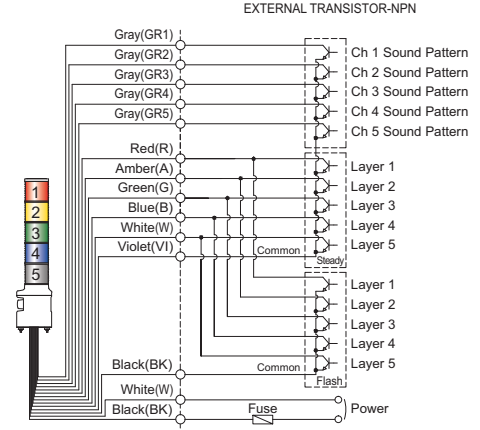 EXTERNAL TRANSISTOR-NPN
Gray(GR1)
Gray(GR2)
Gray(GR3)
Gray(GR4)
Gray(GR5)
Ch 1 Sound Pattern
Ch 2 Sound Pattern
Ch 3 Sound Pattern
Ch 4 Sound Pattern
Ch 5 Sound Pattern
Red(R)
Amber(A)
Green(G)
Blue(B)
White(W)
Violet(VI)
Common
Layer 1
Layer 2
Layer 3
Layer 4
Layer 5
Steady
1
2
3
4
5
Layer 1
Layer 2
Layer 3
Layer 4
Layer 5
Flash
Black(BK)
Common
White(W)
Black(BK)
Fuse
Power